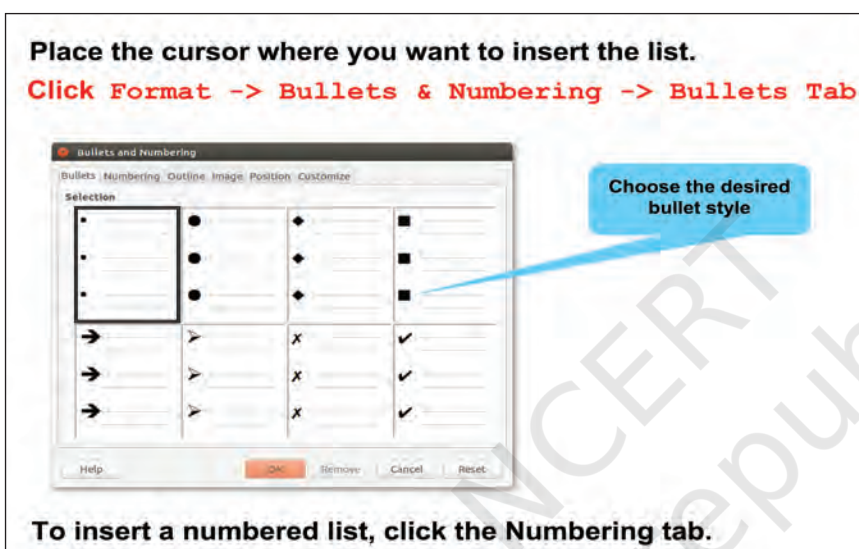 Place the cursor where you want to insert the list.
Click Format -> Bullets & Numbering -> Bullets Tab
Bullets and Numbering
Bullets Numbering Outline Image Position Customize
Selection
Choose the desired
bullet style
Help OK Remove Cancel Reset
To insert a numbered list, click the Numbering tab.
NCERT
repub